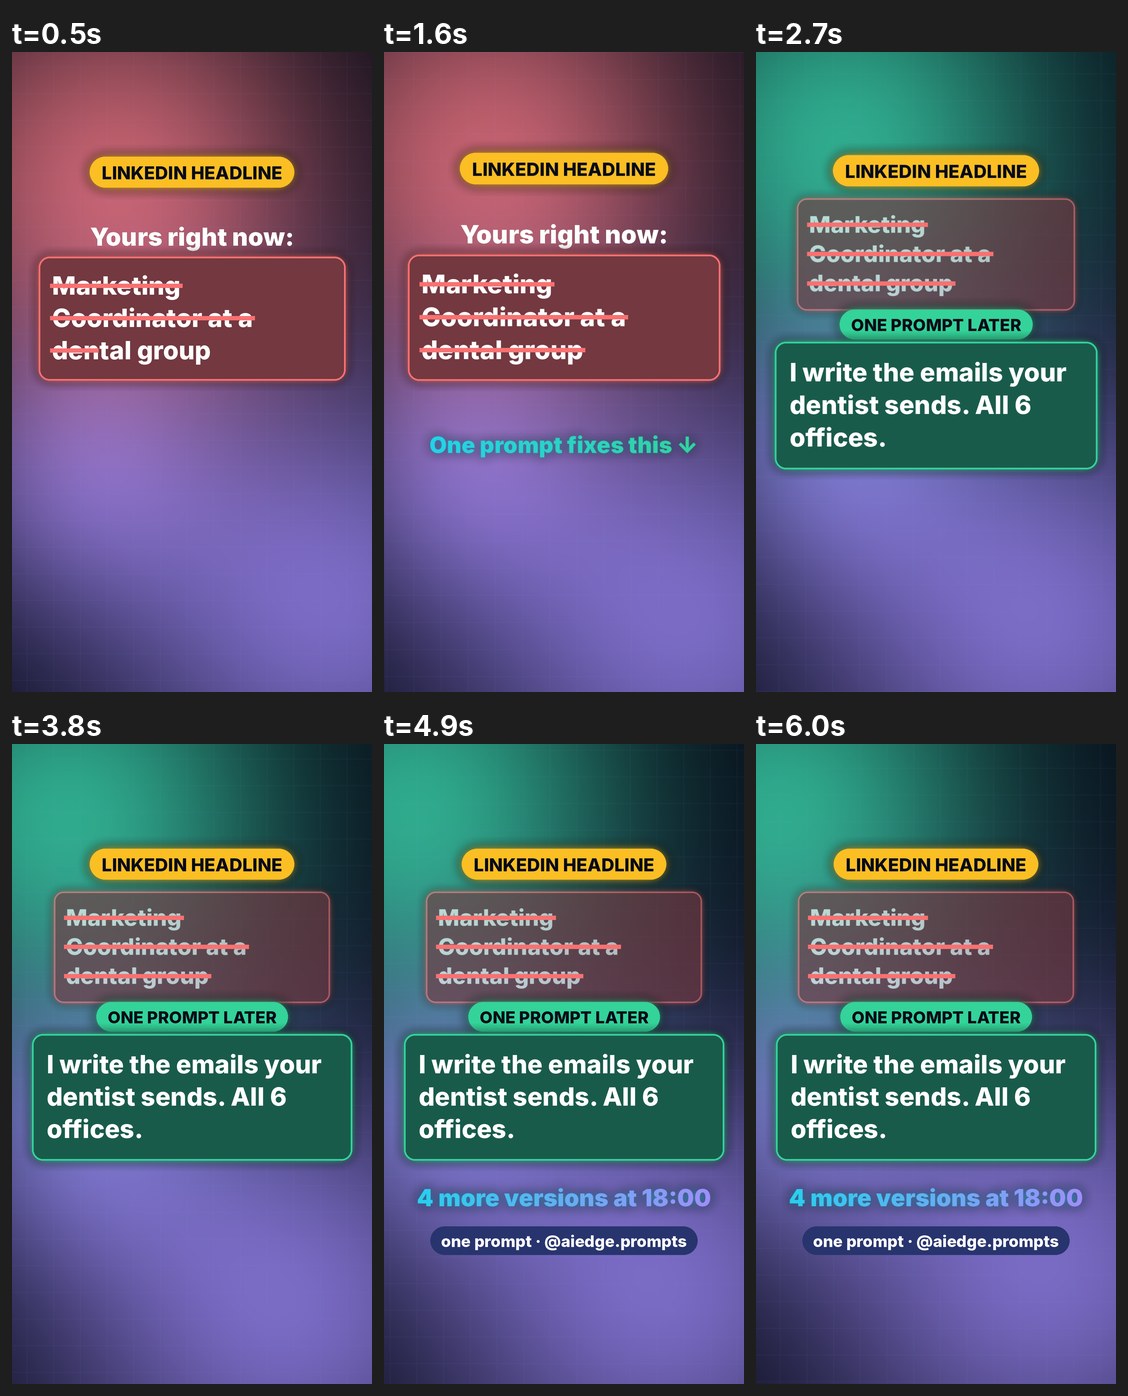 t=0.5s
LINKEDIN HEADLINE
Yours right now:
Marketing
Coordinator at a
dental group
t=1.6s
LINKEDIN HEADLINE
Yours right now:
Marketing
Coordinator at a
dental group
One prompt fixes this ↓
t=2.7s
LINKEDIN HEADLINE
Marketing
Coordinator at a
dental group
ONE PROMPT LATER
I write the emails your
dentist sends. All 6
offices.
t=3.8s
LINKEDIN HEADLINE
Marketing
Coordinator at a
dental group
ONE PROMPT LATER
I write the emails your
dentist sends. All 6
offices.
t=4.9s
LINKEDIN HEADLINE
Marketing
Coordinator at a
dental group
ONE PROMPT LATER
I write the emails your
dentist sends. All 6
offices.
4 more versions at 18:00
one prompt · @aiedge.prompts
t=6.0s
LINKEDIN HEADLINE
Marketing
Coordinator at a
dental group
ONE PROMPT LATER
I write the emails your
dentist sends. All 6
offices.
4 more versions at 18:00
one prompt · @aiedge.prompts